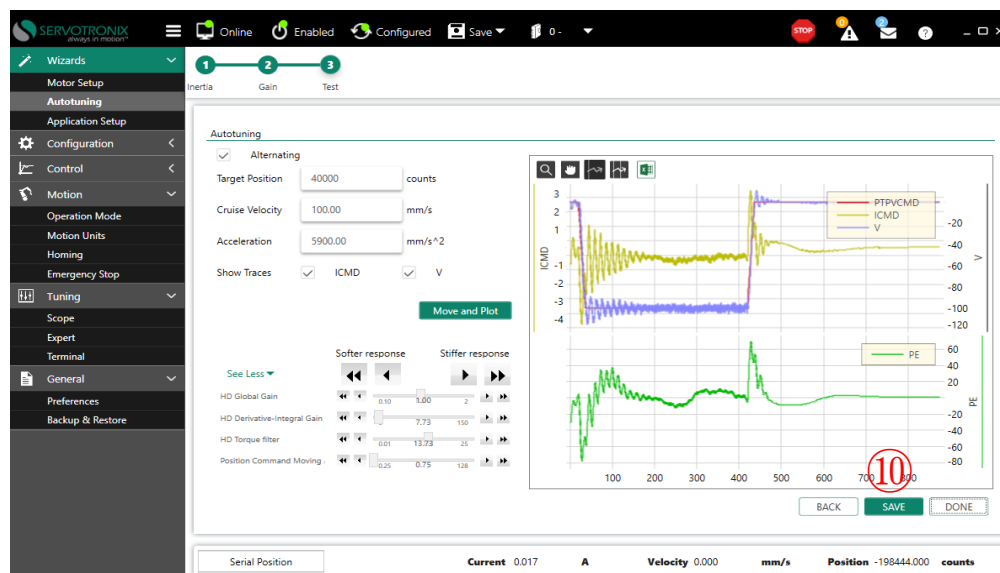 SERVOTRONIX
always in motion™
Online
Enabled
Configured
Save
0 -
STOP
0
2
?
Wizards
Motor Setup
Autotuning
Application Setup
Configuration
Control
Motion
Operation Mode
Motion Units
Homing
Emergency Stop
Tuning
Scope
Expert
Terminal
General
Preferences
Backup & Restore
1
2
3
Inertia
Gain
Test
Autotuning
Alternating
Target Position
40000
counts
Cruise Velocity
100.00
mm/s
Acceleration
5900.00
mm/s^2
Show Traces
ICMD
V
Move and Plot
Softer response
Stiffer response
See Less
HD Global Gain
0.10
1.00
2
HD Derivative-Integral Gain
7.73
150
HD Torque filter
0.01
13.73
25
Position Command Moving
0.25
0.75
128
3
2
1
-1
-2
-3
-4
ICMD
PTPVCMD
ICMD
V
-20
-40
-60
-80
-100
-120
V
PE
60
40
20
-20
-40
-60
-80
PE
100
200
300
400
500
600
700
800
⑩
BACK
SAVE
DONE
Serial Position
Current 0.017 A
Velocity 0.000 mm/s
Position -198444.000 counts